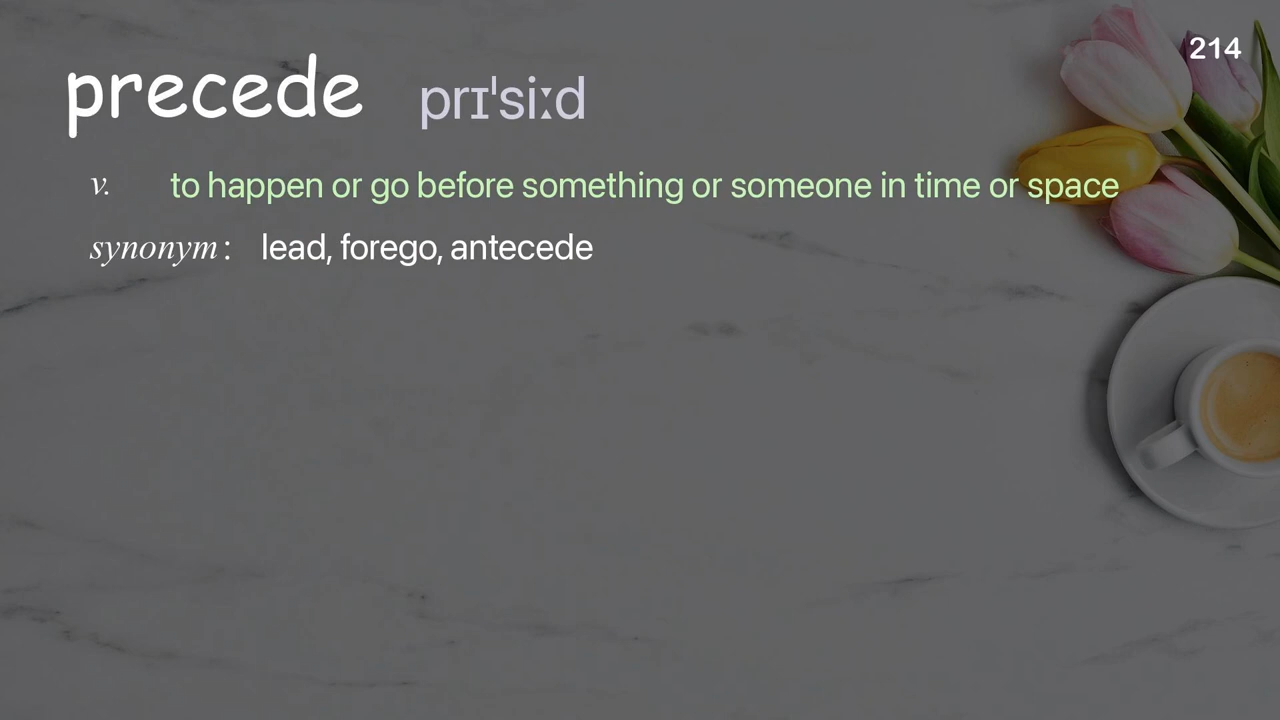 214
precede prɪˈsiːd
v. to happen or go before something or someone in time or space
synonym: lead, forego, antecede